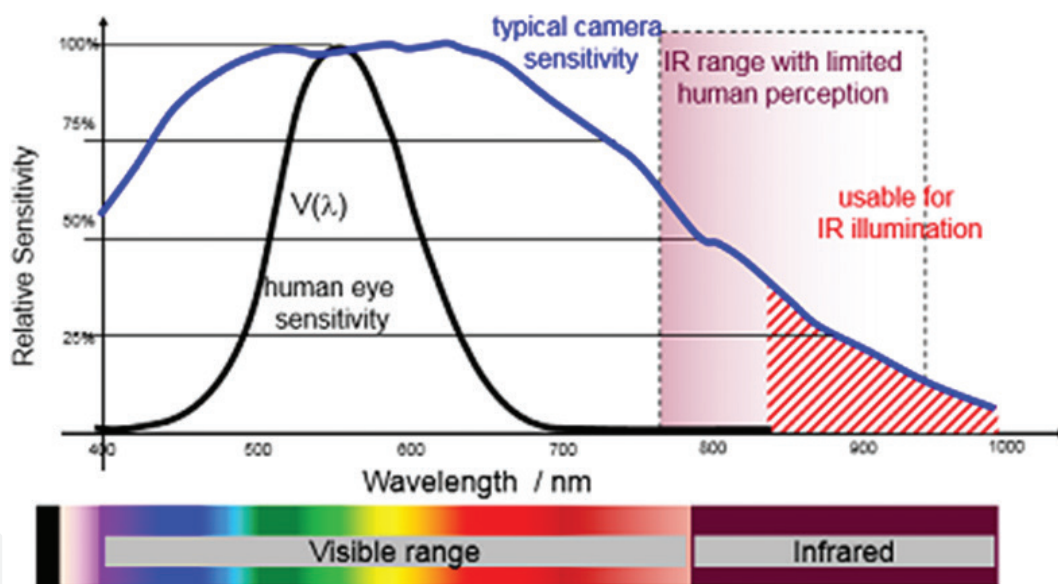 typical camera
sensitivity
IR range with limited
human perception
100%
75%
50%
25%
Relative Sensitivity
V(λ)
human eye
sensitivity
usable for
IR illumination
400
500
600
700
800
900
1000
Wavelength / nm
Visible range
Infrared